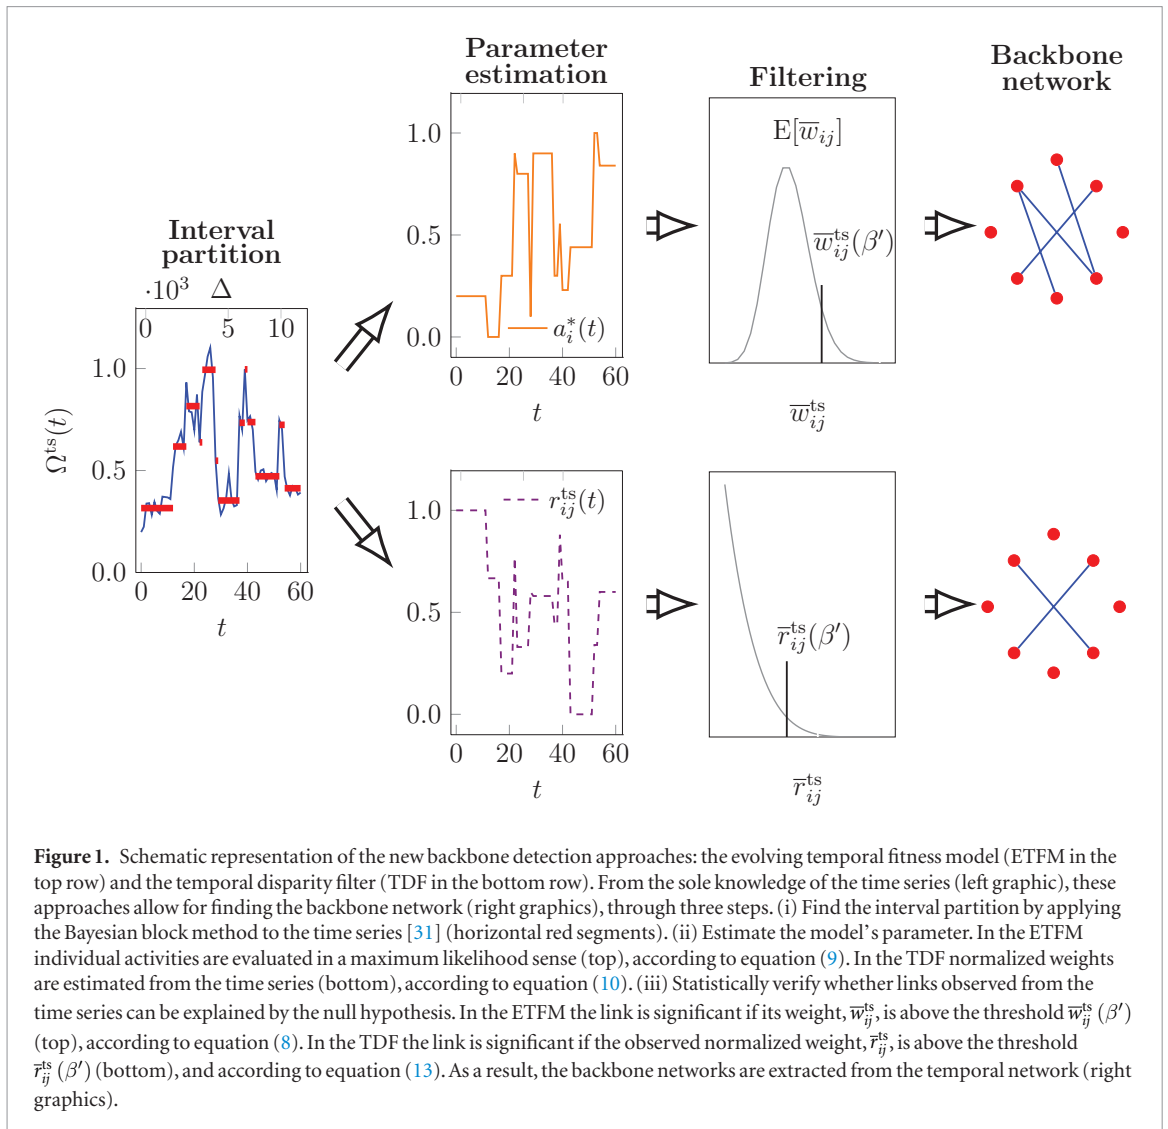 Interval
partition
·10³ Δ
0 5 10
1.0
0.5
0.0
Ω^ts(t)
0 20 40 60
t
Parameter
estimation
1.0
0.5
0.0
a*_i(t)
0 20 40 60
t
Filtering
E[w̅_ij]
w̅^ts_ij(β′)
w̅^ts_ij
Backbone
network
r^ts_ij(t)
1.0
0.5
0.0
0 20 40 60
t
r̅^ts_ij(β′)
r̅^ts_ij
Figure 1. Schematic representation of the new backbone detection approaches: the evolving temporal fitness model (ETFM in the
top row) and the temporal disparity filter (TDF in the bottom row). From the sole knowledge of the time series (left graphic), these
approaches allow for finding the backbone network (right graphics), through three steps. (i) Find the interval partition by applying
the Bayesian block method to the time series [31] (horizontal red segments). (ii) Estimate the model's parameter. In the ETFM
individual activities are evaluated in a maximum likelihood sense (top), according to equation (9). In the TDF normalized weights
are estimated from the time series (bottom), according to equation (10). (iii) Statistically verify whether links observed from the
time series can be explained by the null hypothesis. In the ETFM the link is significant if its weight, w̅^ts_ij, is above the threshold w̅^ts_ij (β′)
(top), according to equation (8). In the TDF the link is significant if the observed normalized weight, r̅^ts_ij, is above the threshold
r̅^ts_ij (β′) (bottom), and according to equation (13). As a result, the backbone networks are extracted from the temporal network (right
graphics).